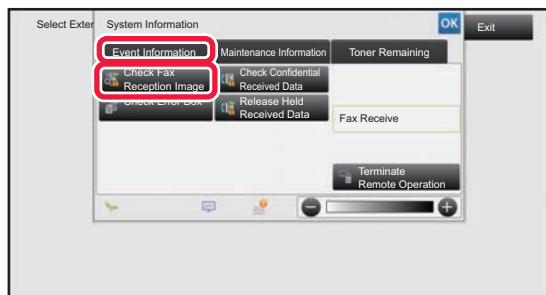 Select Exter
System Information
OK
Exit
Event Information
Maintenance Information
Toner Remaining
Check Fax
Reception Image
Check Confidential
Received Data
Check Error Box
Release Held
Received Data
Fax Receive
Terminate
Remote Operation